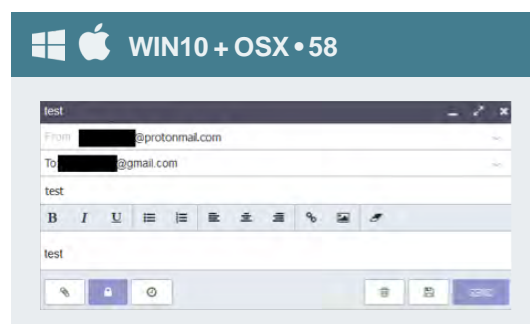 WIN10 + OSX • 58
test
From @protonmail.com
To @gmail.com
test
B I U
test